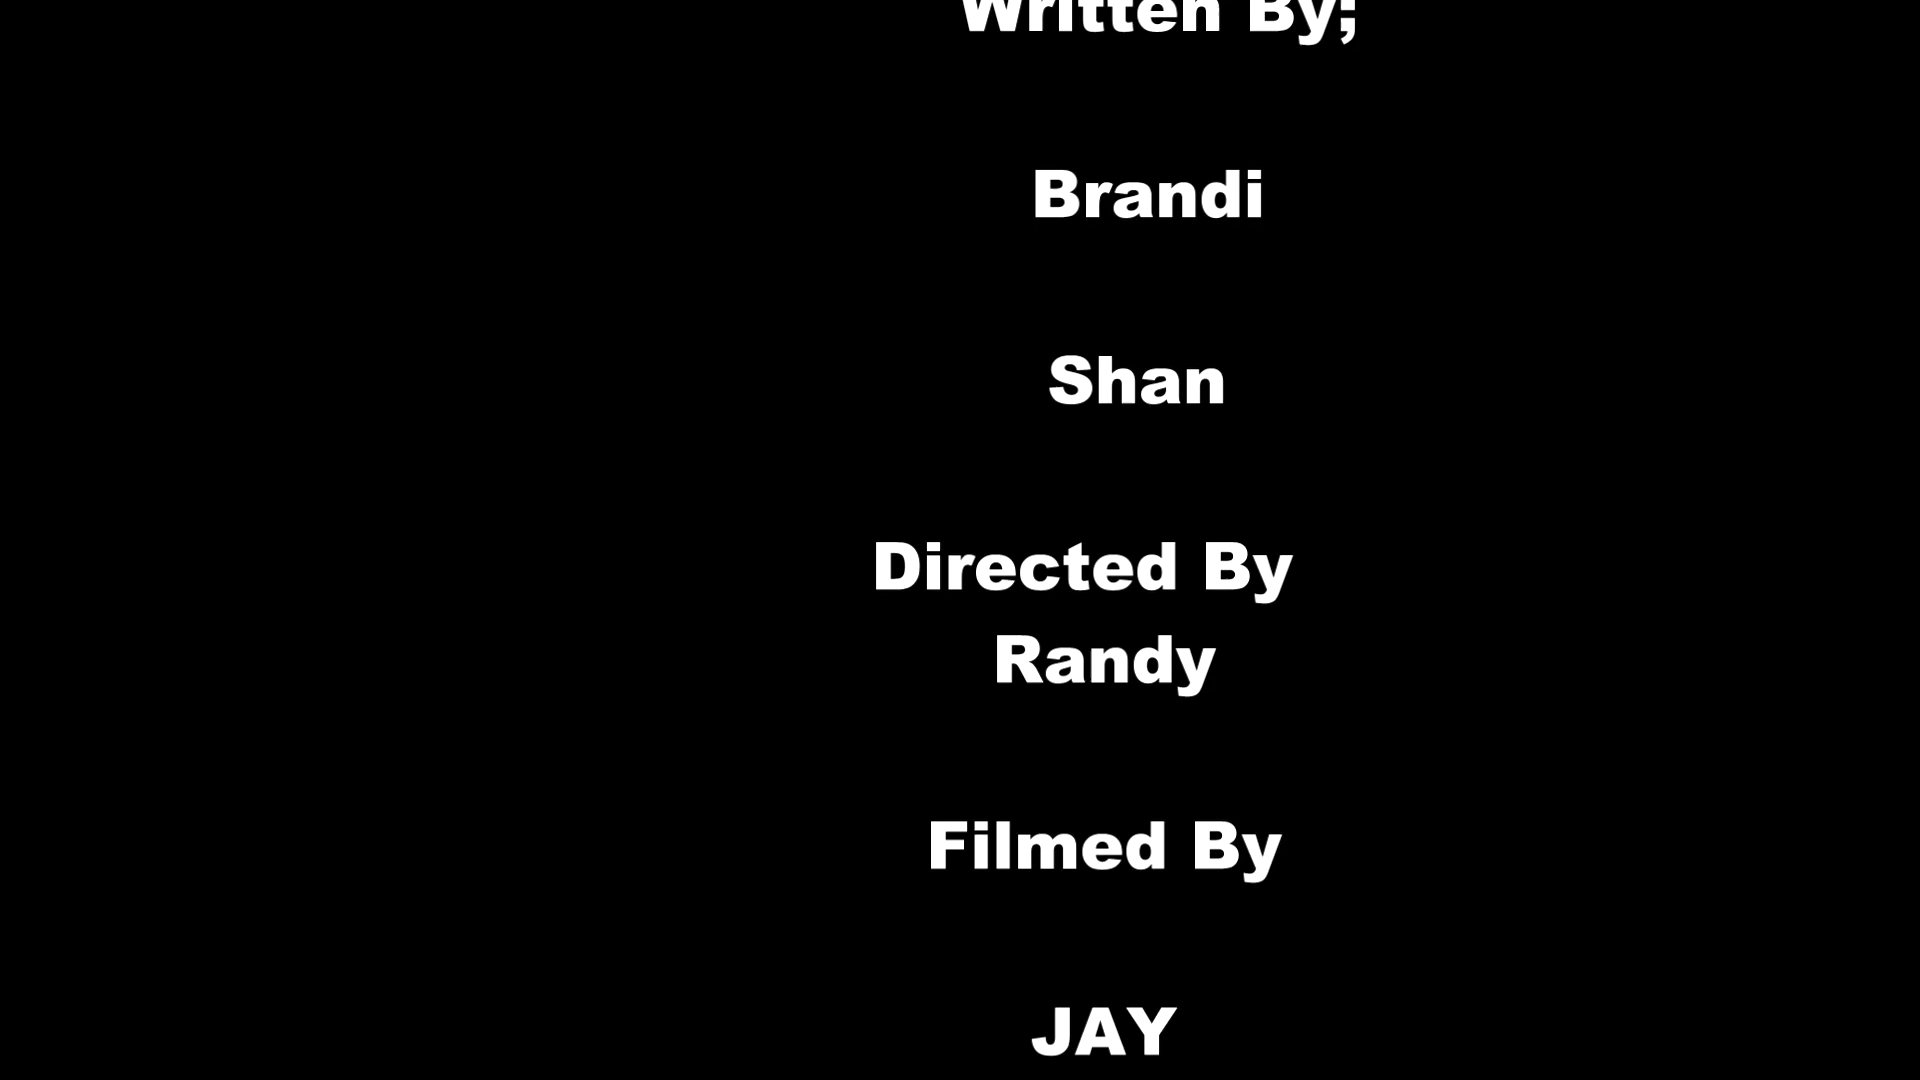 Written By;
Brandi
Shan
Directed By
Randy
Filmed By
JAY